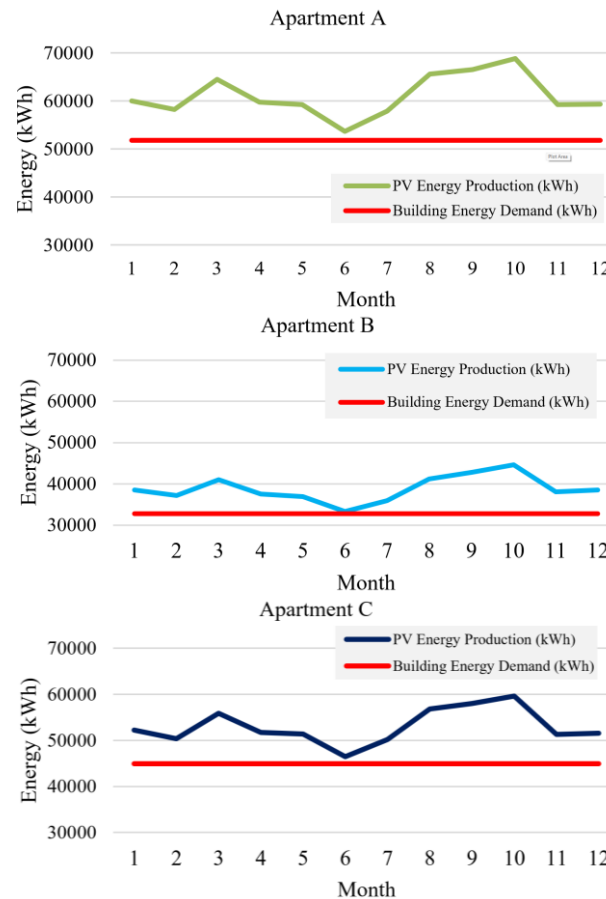 Apartment A
70000
60000
50000
40000
30000
Energy (kWh)
Plot Area
PV Energy Production (kWh)
Building Energy Demand (kWh)
1 2 3 4 5 6 7 8 9 10 11 12
Month
Apartment B
70000
60000
50000
40000
30000
Energy (kWh)
PV Energy Production (kWh)
Building Energy Demand (kWh)
1 2 3 4 5 6 7 8 9 10 11 12
Month
Apartment C
70000
60000
50000
40000
30000
Energy (kWh)
PV Energy Production (kWh)
Building Energy Demand (kWh)
1 2 3 4 5 6 7 8 9 10 11 12
Month